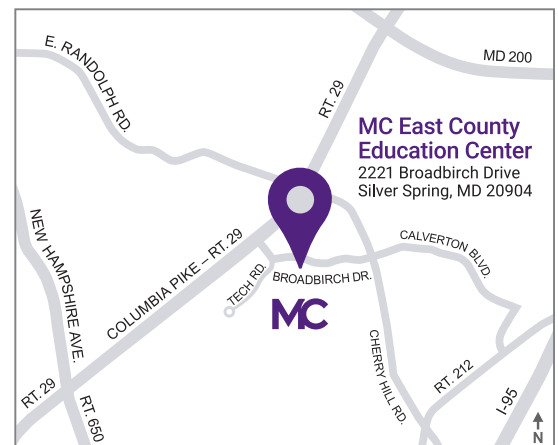 E. RANDOLPH RD.
RT. 29
MD 200
MC East County
Education Center
2221 Broadbirch Drive
Silver Spring, MD 20904
NEW HAMPSHIRE AVE.
COLUMBIA PIKE – RT. 29
CALVERTON BLVD.
TECH RD.
BROADBIRCH DR.
MC
CHERRY HILL RD.
RT. 29
RT. 650
RT. 212
I-95
N